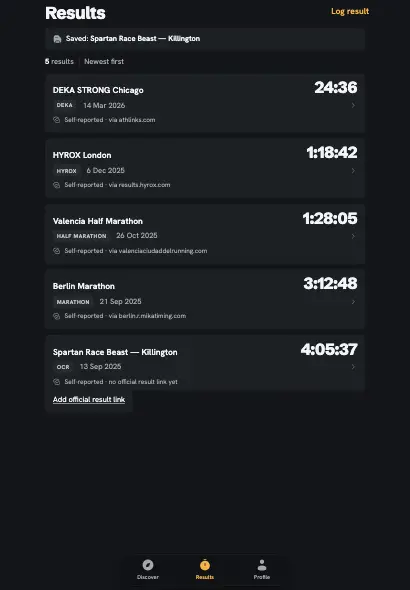 Results
Log result
Saved: Spartan Race Beast — Killington
5 results | Newest first
DEKA STRONG Chicago
24:36
DEKA 14 Mar 2026
Self-reported · via athlinks.com
HYROX London
1:18:42
HYROX 6 Dec 2025
Self-reported · via results.hyrox.com
Valencia Half Marathon
1:28:05
HALF MARATHON 26 Oct 2025
Self-reported · via valenciaciudaddelrunning.com
Berlin Marathon
3:12:48
MARATHON 21 Sep 2025
Self-reported · via berlin.r.mikatiming.com
Spartan Race Beast — Killington
4:05:37
OCR 13 Sep 2025
Self-reported · no official result link yet
Add official result link
Discover
Results
Profile